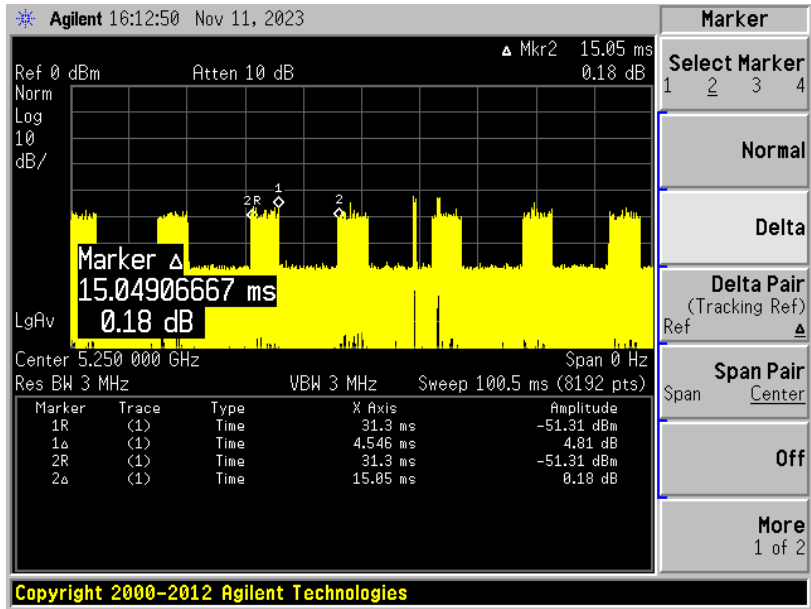 Agilent 16:12:50 Nov 11, 2023
Marker
Δ Mkr2 15.05 ms
Ref 0 dBm Atten 10 dB 0.18 dB
Select Marker
1 2 3 4
Norm
Log
10
dB/
Normal
1
2R
2
Delta
Marker Δ
15.04906667 ms
0.18 dB
LgAv
Delta Pair
(Tracking Ref)
Ref Δ
Center 5.250 000 GHz Span 0 Hz
Res BW 3 MHz VBW 3 MHz Sweep 100.5 ms (8192 pts)
Span Pair
Span Center
Marker Trace Type X Axis Amplitude
1R (1) Time 31.3 ms -51.31 dBm
1Δ (1) Time 4.546 ms 4.81 dB
2R (1) Time 31.3 ms -51.31 dBm
2Δ (1) Time 15.05 ms 0.18 dB
Off
More
1 of 2
Copyright 2000-2012 Agilent Technologies